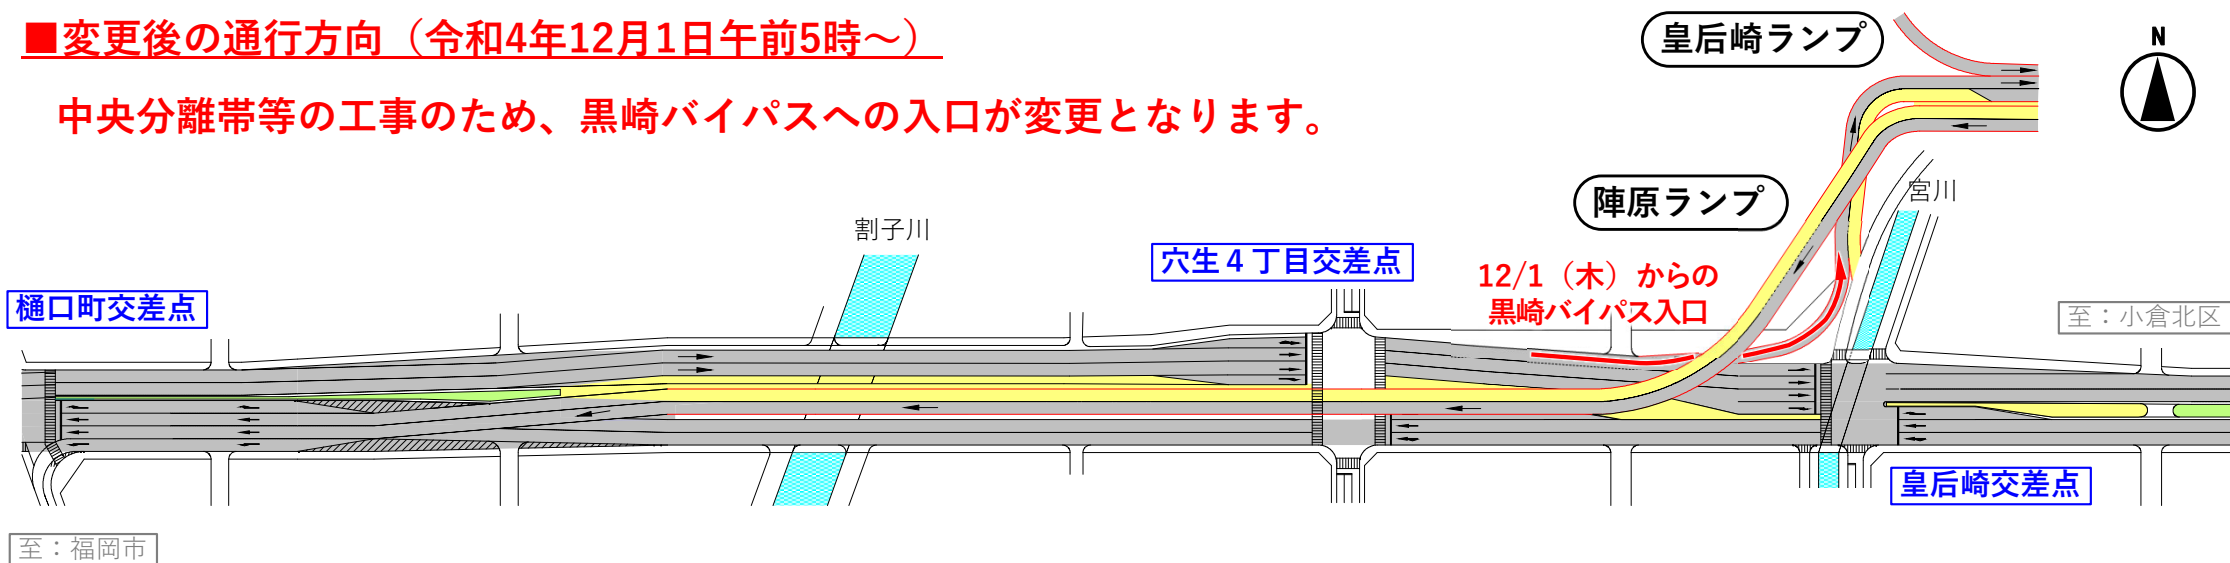 ■変更後の通行方向（令和4年12月1日午前5時～）
中央分離帯等の工事のため、黒崎バイパスへの入口が変更となります。
皇后崎ランプ
N
陣原ランプ
宮川
割子川
穴生４丁目交差点
12/1（木）からの
黒崎バイパス入口
樋口町交差点
至：小倉北区
皇后崎交差点
至：福岡市